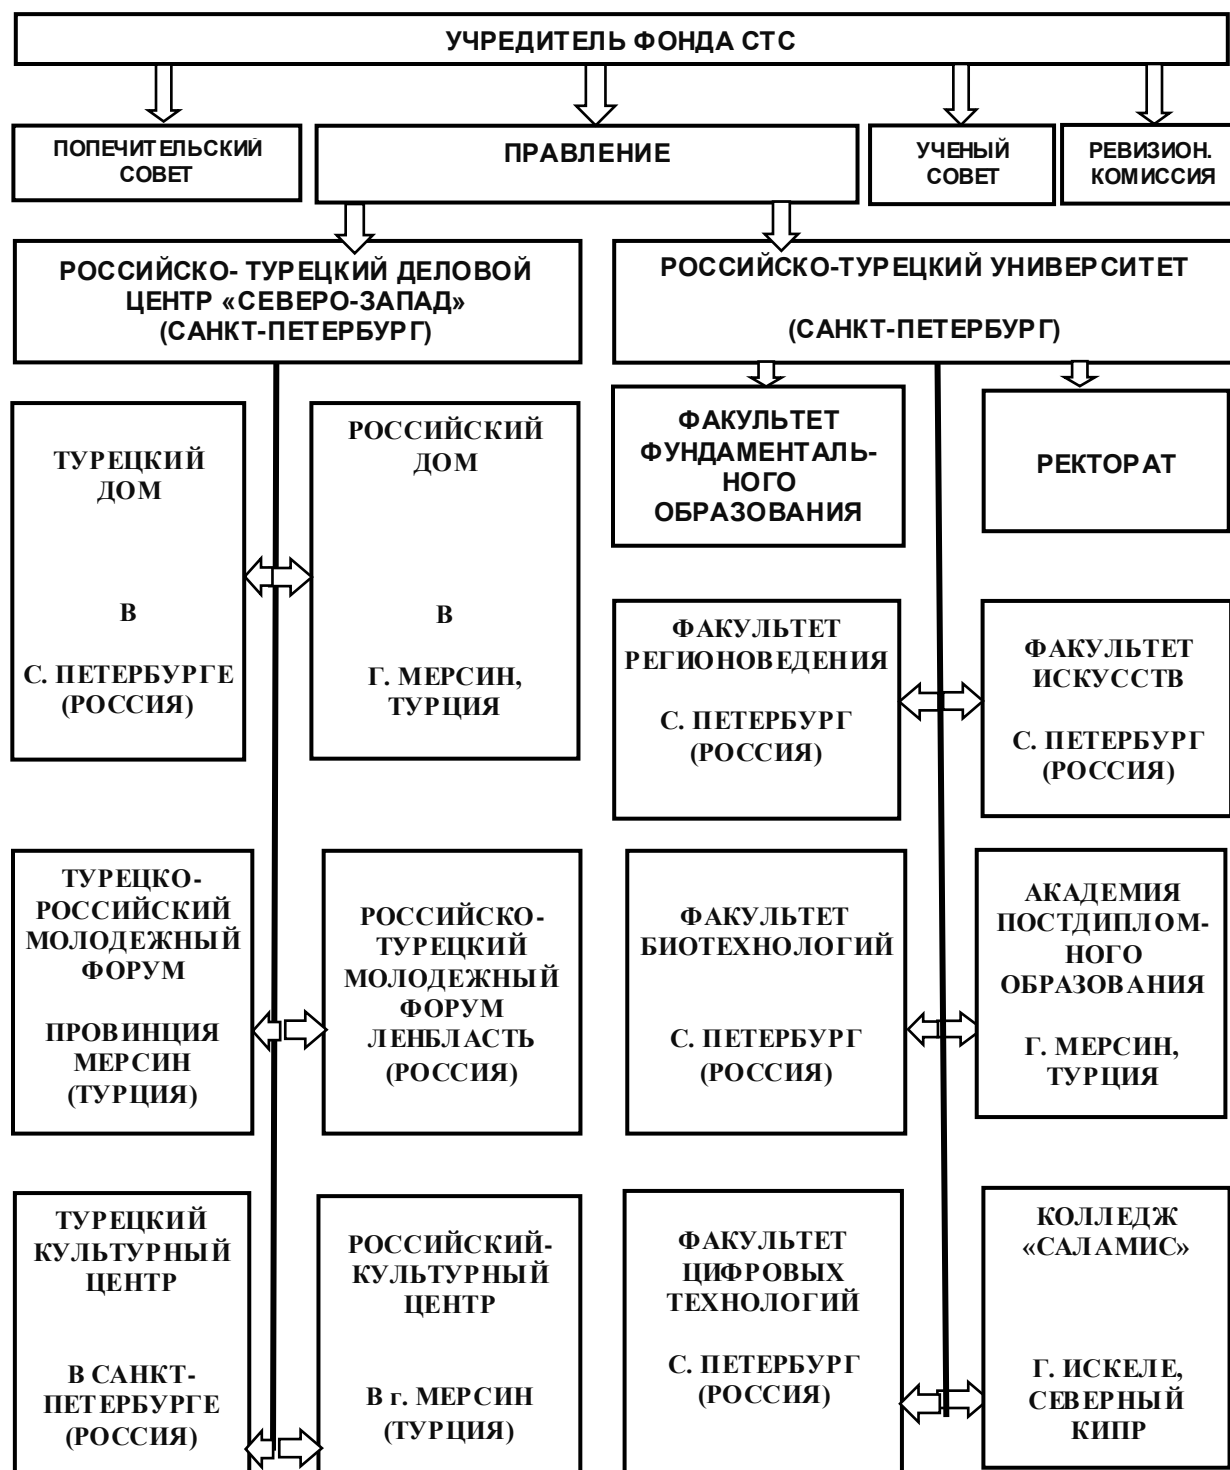 УЧРЕДИТЕЛЬ ФОНДА СТС
ПОПЕЧИТЕЛЬСКИЙ
СОВЕТ
ПРАВЛЕНИЕ
УЧЕНЫЙ
СОВЕТ
РЕВИЗИОН.
КОМИССИЯ
РОССИЙСКО- ТУРЕЦКИЙ ДЕЛОВОЙ
ЦЕНТР «СЕВЕРО-ЗАПАД»
(САНКТ-ПЕТЕРБУРГ)
РОССИЙСКО-ТУРЕЦКИЙ УНИВЕРСИТЕТ
(САНКТ-ПЕТЕРБУРГ)
ТУРЕЦКИЙ
ДОМ
В
С. ПЕТЕРБУРГЕ
(РОССИЯ)
РОССИЙСКИЙ
ДОМ
В
Г. МЕРСИН,
ТУРЦИЯ
ФАКУЛЬТЕТ
ФУНДАМЕНТАЛЬ-
НОГО
ОБРАЗОВАНИЯ
РЕКТОРАТ
ФАКУЛЬТЕТ
РЕГИОНОВЕДЕНИЯ
С. ПЕТЕРБУРГ
(РОССИЯ)
ФАКУЛЬТЕТ
ИСКУССТВ
С. ПЕТЕРБУРГ
(РОССИЯ)
ТУРЕЦКО-
РОССИЙСКИЙ
МОЛОДЕЖНЫЙ
ФОРУМ
ПРОВИНЦИЯ
МЕРСИН
(ТУРЦИЯ)
РОССИЙСКО-
ТУРЕЦКИЙ
МОЛОДЕЖНЫЙ
ФОРУМ
ЛЕНБЛАСТЬ
(РОССИЯ)
ФАКУЛЬТЕТ
БИОТЕХНОЛОГИЙ
С. ПЕТЕРБУРГ
(РОССИЯ)
АКАДЕМИЯ
ПОСТДИПЛОМ-
НОГО
ОБРАЗОВАНИЯ
Г. МЕРСИН,
ТУРЦИЯ
ТУРЕЦКИЙ
КУЛЬТУРНЫЙ
ЦЕНТР
В САНКТ-
ПЕТЕРБУРГЕ
(РОССИЯ)
РОССИЙСКИЙ-
КУЛЬТУРНЫЙ
ЦЕНТР
В г. МЕРСИН
(ТУРЦИЯ)
ФАКУЛЬТЕТ
ЦИФРОВЫХ
ТЕХНОЛОГИЙ
С. ПЕТЕРБУРГ
(РОССИЯ)
КОЛЛЕДЖ
«САЛАМИС»
Г. ИСКЕЛЕ,
СЕВЕРНЫЙ
КИПР